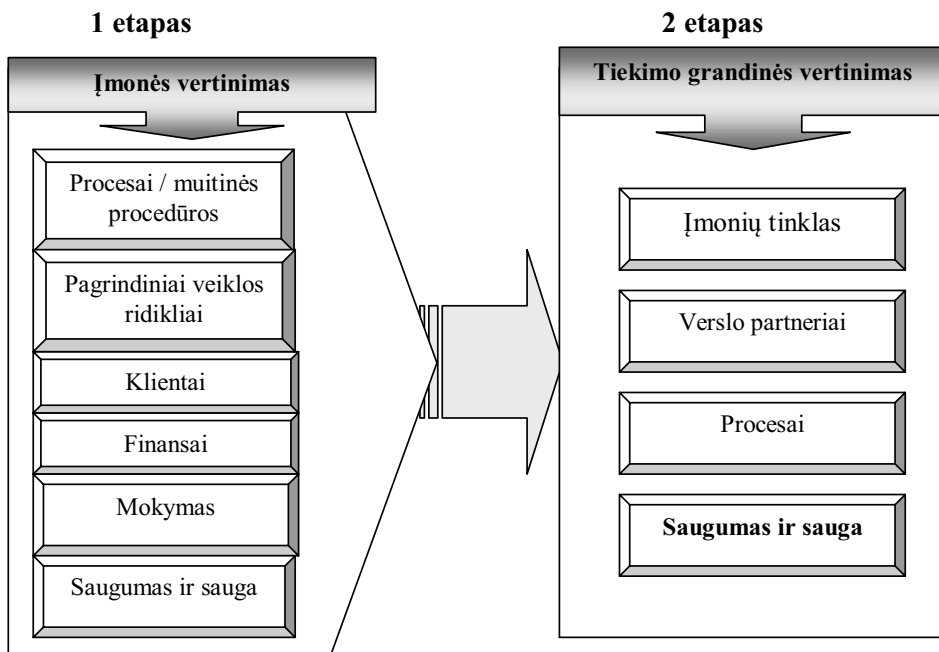 1 etapas
Įmonės vertinimas
Procesai / muitinės
procedūros
Pagrindiniai veiklos
ridikliai
Klientai
Finansai
Mokymas
Saugumas ir sauga
2 etapas
Tiekimo grandinės vertinimas
Įmonių tinklas
Verslo partneriai
Procesai
Saugumas ir sauga